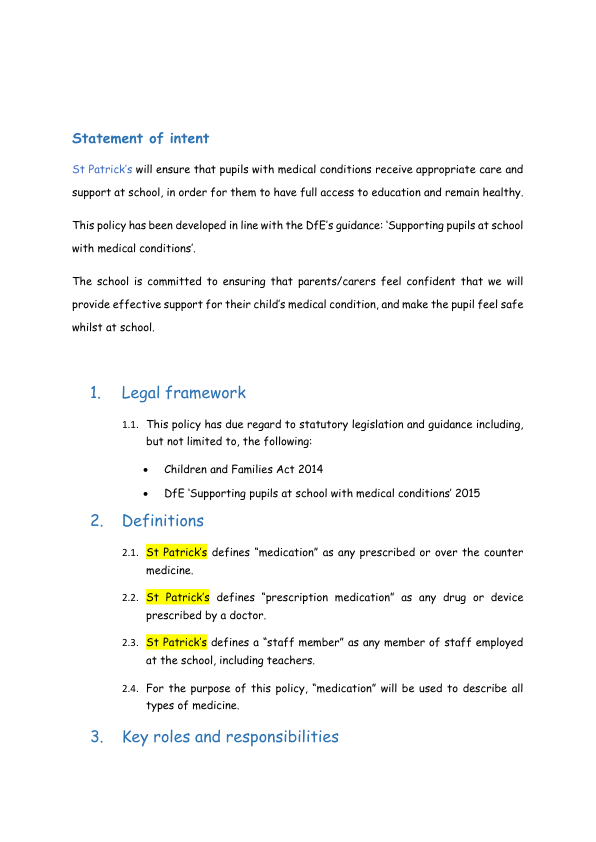 Statement of intent
St Patrick's will ensure that pupils with medical conditions receive appropriate care and
support at school, in order for them to have full access to education and remain healthy.
This policy has been developed in line with the DfE's guidance: 'Supporting pupils at school
with medical conditions'.
The school is committed to ensuring that parents/carers feel confident that we will
provide effective support for their child's medical condition, and make the pupil feel safe
whilst at school.
1. Legal framework
1.1. This policy has due regard to statutory legislation and guidance including,
but not limited to, the following:
• Children and Families Act 2014
• DfE 'Supporting pupils at school with medical conditions' 2015
2. Definitions
2.1. St Patrick's defines "medication" as any prescribed or over the counter
medicine.
2.2. St Patrick's defines "prescription medication" as any drug or device
prescribed by a doctor.
2.3. St Patrick's defines a "staff member" as any member of staff employed
at the school, including teachers.
2.4. For the purpose of this policy, "medication" will be used to describe all
types of medicine.
3. Key roles and responsibilities